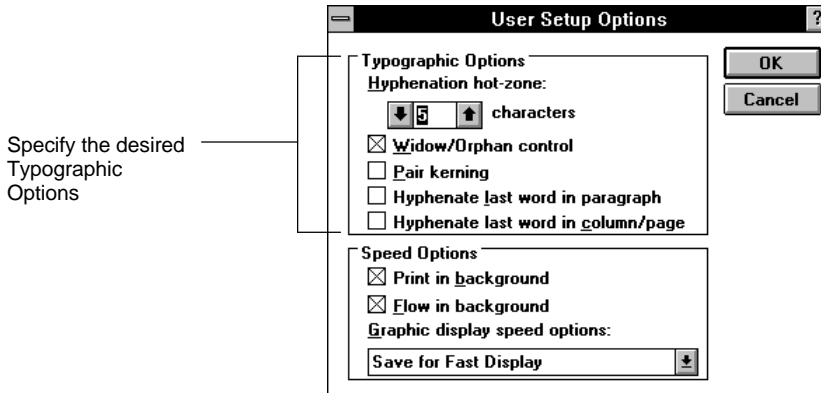 User Setup Options
?
Typographic Options
Hyphenation hot-zone:
5 characters
Widow/Orphan control
Pair kerning
Hyphenate last word in paragraph
Hyphenate last word in column/page
OK
Cancel
Specify the desired
Typographic
Options
Speed Options
Print in background
Flow in background
Graphic display speed options:
Save for Fast Display